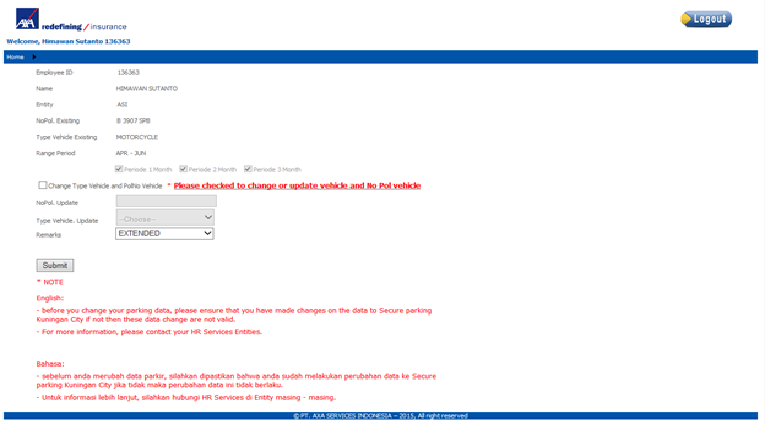 AXA redefining / insurance
Logout
Welcome, Himawan Sutanto 136363
Home
Employee ID 136363
Name HIMAWAN SUTANTO
Entity ASI
NoPol. Existing B 3907 SRB
Type Vehicle Existing MOTORCYCLE
Range Period APR - JUN
Periode 1 Month Periode 2 Month Periode 3 Month
Change Type Vehicle and PolNo Vehicle * Please checked to change or update vehicle and No Pol vehicle
NoPol. Update
Type Vehicle. Update --Choose--
Remarks EXTENDED
Submit
* NOTE
English:
- before you change your parking data, please ensure that you have made changes on the data to Secure parking
Kuningan City if not then these data change are not valid.
- For more information, please contact your HR Services Entities.
Bahasa:
- sebelum anda merubah data parkir, silahkan dipastikan bahwa anda sudah melakukan perubahan data ke Secure
parking Kuningan City jika tidak maka perubahan data ini tidak berlaku.
- Untuk informasi lebih lanjut, silahkan hubungi HR Services di Entity masing - masing.
© PT. AXA SERVICES INDONESIA - 2015, All right reserved